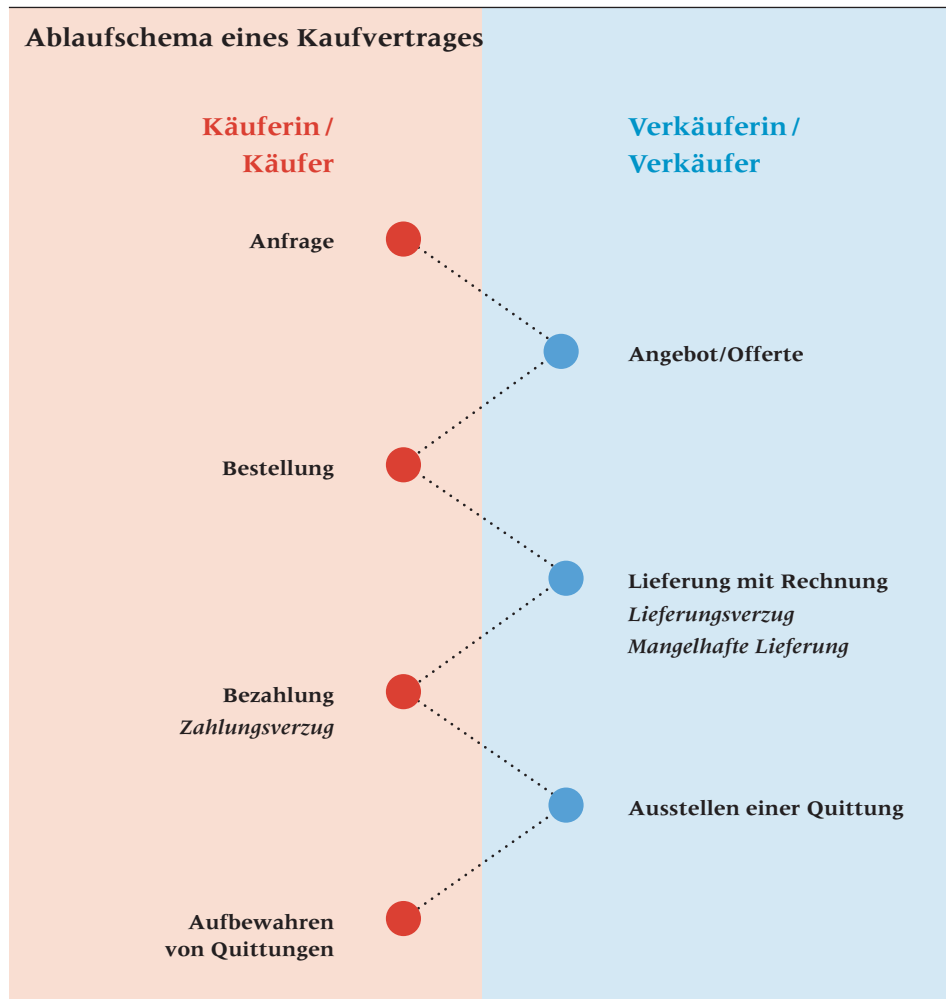 Ablaufschema eines Kaufvertrages
Käuferin /
Käufer
Verkäuferin /
Verkäufer
Anfrage
Angebot/Offerte
Bestellung
Lieferung mit Rechnung
Lieferungsverzug
Mangelhafte Lieferung
Bezahlung
Zahlungsverzug
Ausstellen einer Quittung
Aufbewahren
von Quittungen